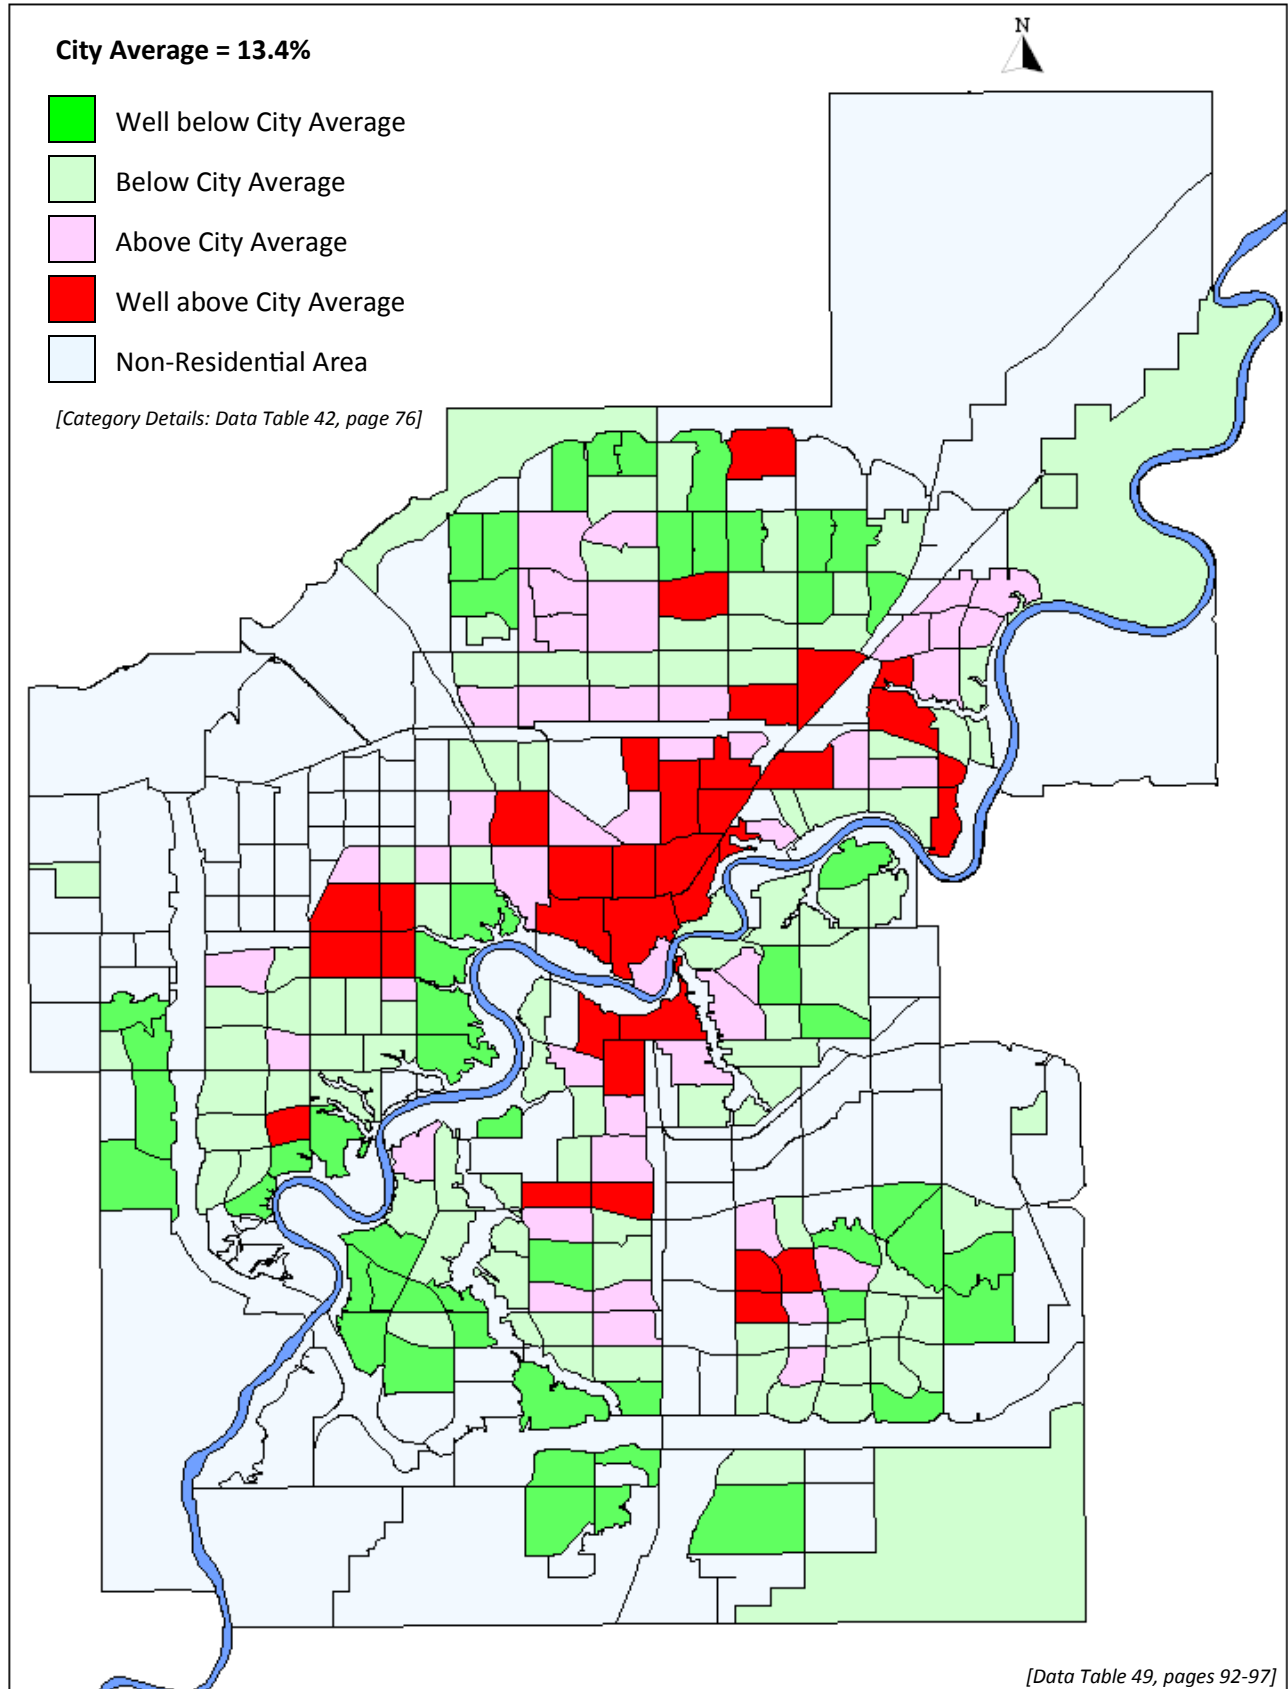 N
City Average = 13.4%
Well below City Average
Below City Average
Above City Average
Well above City Average
Non-Residential Area
[Category Details: Data Table 42, page 76]
[Data Table 49, pages 92-97]